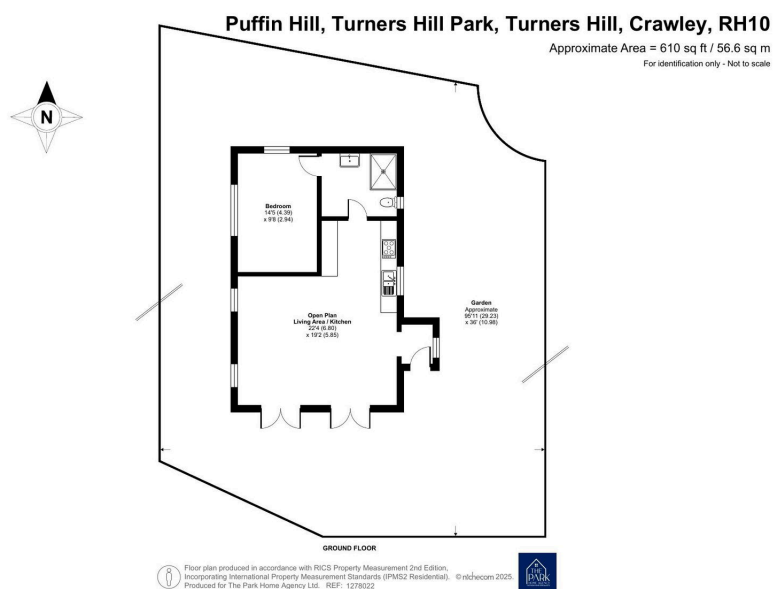 Puffin Hill, Turners Hill Park, Turners Hill, Crawley, RH10
Approximate Area = 610 sq ft / 56.6 sq m
For identification only - Not to scale
N
Bedroom
14'5 (4.39)
x 9'8 (2.94)
Open Plan
Living Area / Kitchen
22'4 (6.80)
x 19'2 (5.85)
Garden
Approximate
95'11 (29.23)
x 36' (10.98)
GROUND FLOOR
Floor plan produced in accordance with RICS Property Measurement 2nd Edition,
Incorporating International Property Measurement Standards (IPMS2 Residential). © nichecom 2025.
Produced for The Park Home Agency Ltd. REF: 1278022
THE
PARK
HOME AGENCY